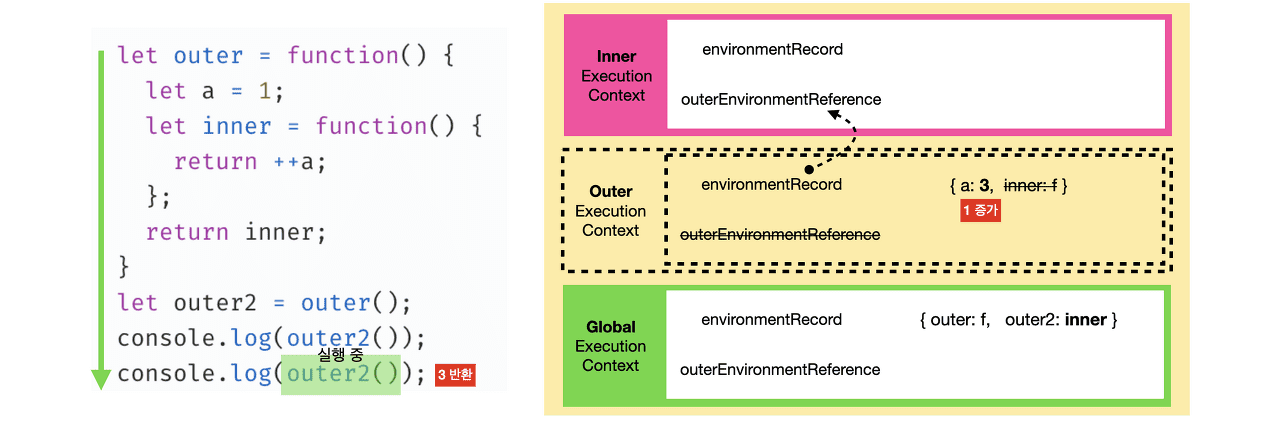 let outer = function() {
let a = 1;
let inner = function() {
return ++a;
};
return inner;
}
let outer2 = outer();
console.log(outer2());
실행 중
console.log(outer2()); 3 반환
Inner
Execution
Context
environmentRecord
outerEnvironmentReference
Outer
Execution
Context
environmentRecord
{ a: 3, inner: f }
1 증가
outerEnvironmentReference
Global
Execution
Context
environmentRecord
{ outer: f, outer2: inner }
outerEnvironmentReference